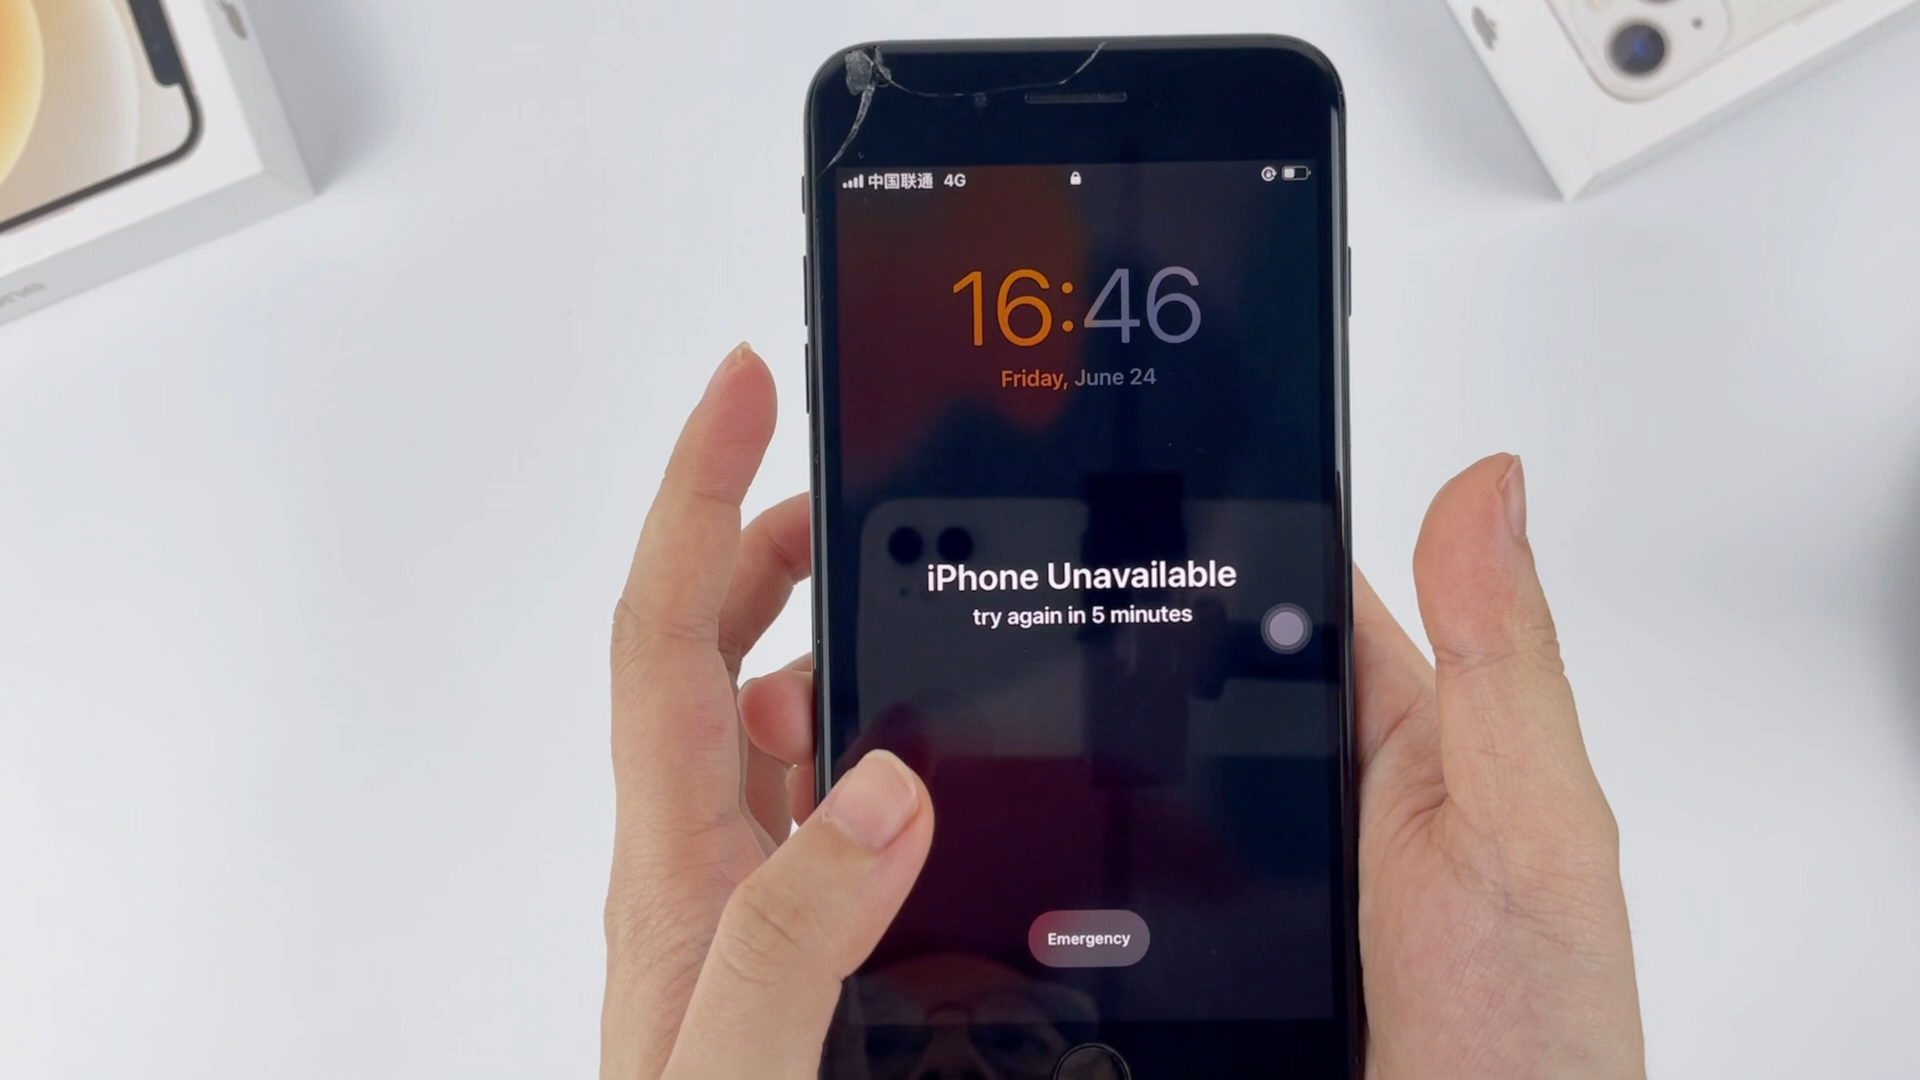 中国联通 4G
16:46
Friday, June 24
iPhone Unavailable
try again in 5 minutes
Emergency